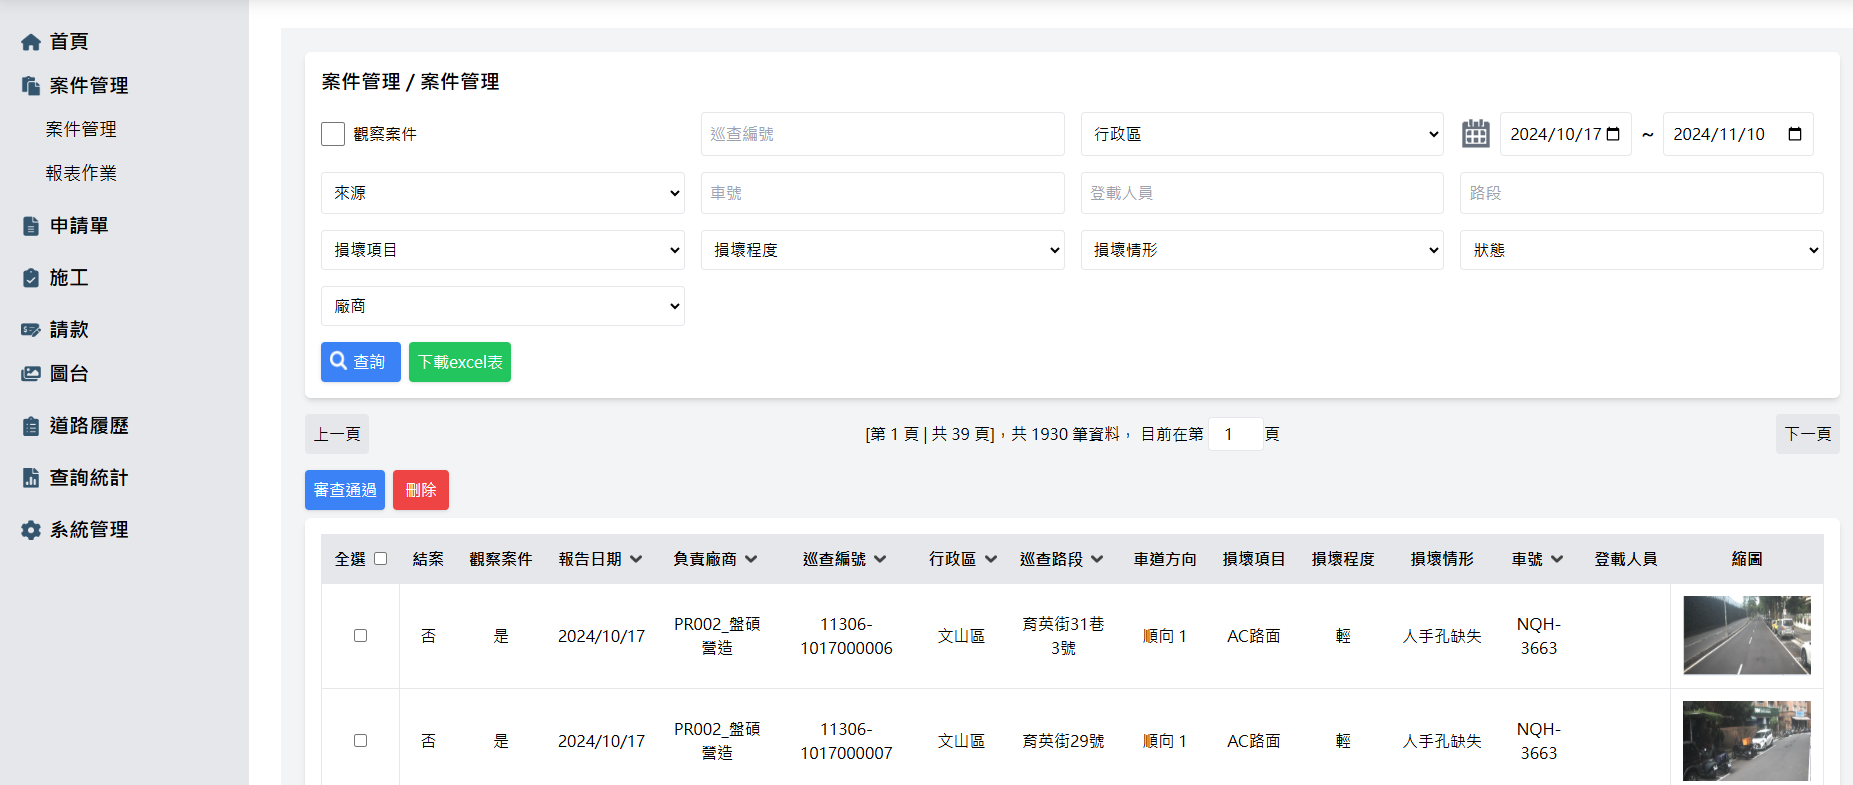 首頁
案件管理
案件管理
報表作業
申請單
施工
請款
圖台
道路履歷
查詢統計
系統管理
案件管理 / 案件管理
觀察案件 巡查編號 行政區 2024/10/17 ~ 2024/11/10
來源 車號 登載人員 路段
損壞項目 損壞程度 損壞情形 狀態
廠商
查詢 下載excel表
上一頁 [第 1 頁 | 共 39 頁]，共 1930 筆資料， 目前在第 1 頁 下一頁
審查通過 刪除
全選 結案 觀察案件 報告日期 負責廠商 巡查編號 行政區 巡查路段 車道方向 損壞項目 損壞程度 損壞情形 車號 登載人員 縮圖
否 是 2024/10/17 PR002_盤碩營造 11306-1017000006 文山區 育英街31巷3號 順向 1 AC路面 輕 人手孔缺失 NQH-3663
否 是 2024/10/17 PR002_盤碩營造 11306-1017000007 文山區 育英街29號 順向 1 AC路面 輕 人手孔缺失 NQH-3663